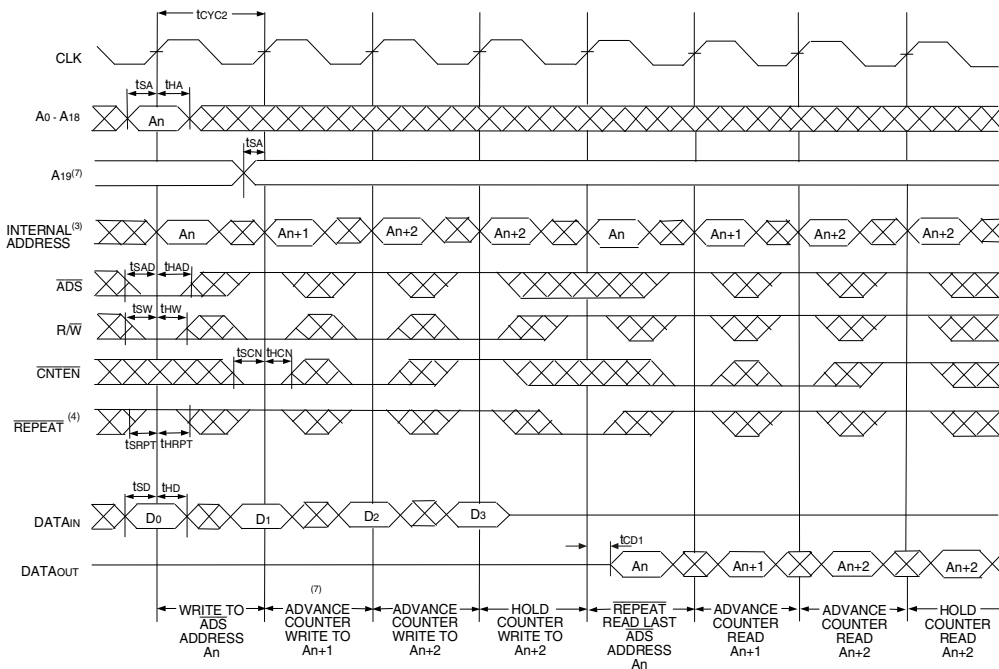 tCYC2
CLK
tSA tHA
A0 - A18
An
tSA
A19(7)
INTERNAL(3)
ADDRESS
An An+1 An+2 An+2 An An+1 An+2 An+2
tSAD tHAD
ADS
tSW tHW
R/W
tSCN tHCN
CNTEN
REPEAT (4)
tSRPT tHRPT
tSD tHD
DATAIN
D0 D1 D2 D3
tCD1
DATAOUT
An An+1 An+2 An+2
WRITE TO
ADS
ADDRESS
An
(7)
ADVANCE
COUNTER
WRITE TO
An+1
ADVANCE
COUNTER
WRITE TO
An+2
HOLD
COUNTER
WRITE TO
An+2
REPEAT
READ LAST
ADS
ADDRESS
An
ADVANCE
COUNTER
READ
An+1
ADVANCE
COUNTER
READ
An+2
HOLD
COUNTER
READ
An+2